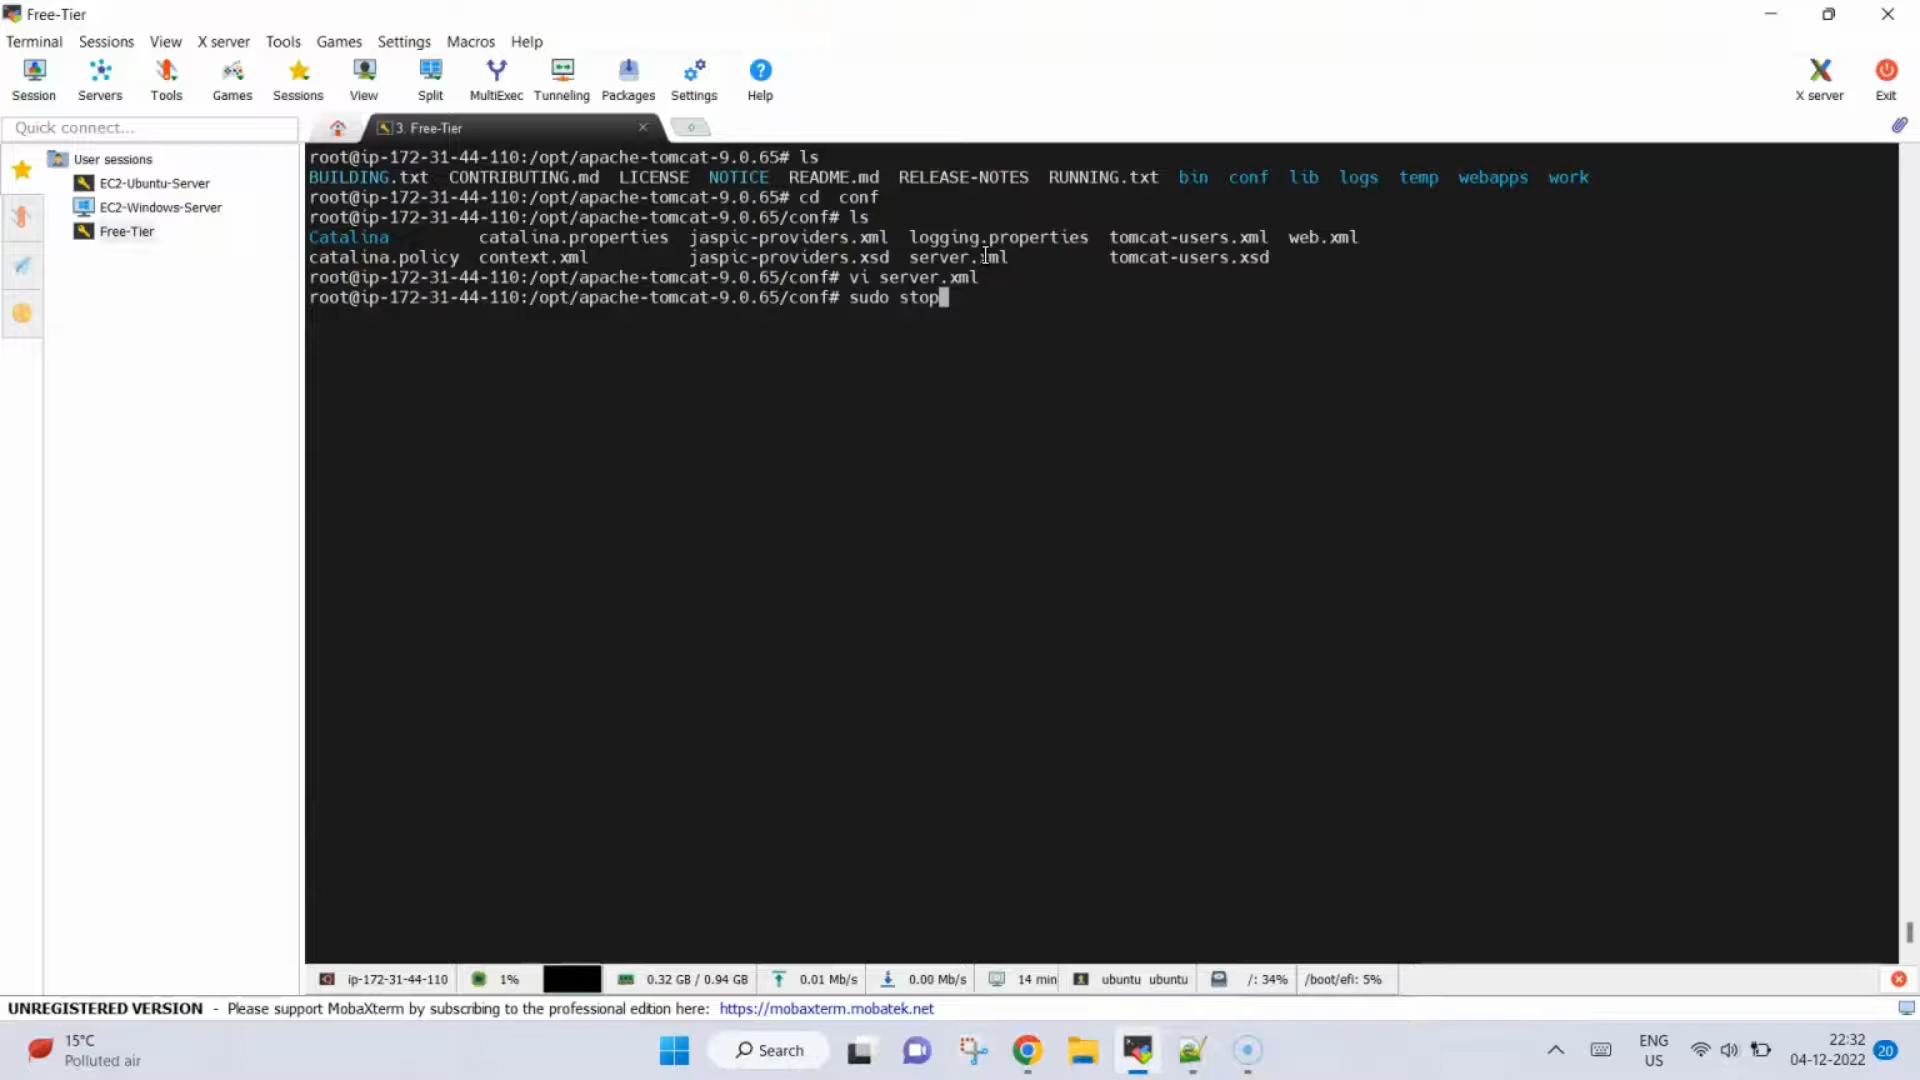 Free-Tier
Terminal Sessions View X server Tools Games Settings Macros Help
Session Servers Tools Games Sessions View Split MultiExec Tunneling Packages Settings Help X server Exit
Quick connect...
3. Free-Tier
User sessions
EC2-Ubuntu-Server
EC2-Windows-Server
Free-Tier
root@ip-172-31-44-110:/opt/apache-tomcat-9.0.65# ls
BUILDING.txt CONTRIBUTING.md LICENSE NOTICE README.md RELEASE-NOTES RUNNING.txt bin conf lib logs temp webapps work
root@ip-172-31-44-110:/opt/apache-tomcat-9.0.65# cd  conf
root@ip-172-31-44-110:/opt/apache-tomcat-9.0.65/conf# ls
Catalina catalina.properties jaspic-providers.xml logging.properties tomcat-users.xml web.xml
catalina.policy context.xml jaspic-providers.xsd server.xml tomcat-users.xsd
root@ip-172-31-44-110:/opt/apache-tomcat-9.0.65/conf# vi server.xml
root@ip-172-31-44-110:/opt/apache-tomcat-9.0.65/conf# sudo stop
ip-172-31-44-110 1% 0.32 GB / 0.94 GB 0.01 Mb/s 0.00 Mb/s 14 min ubuntu ubuntu /: 34% /boot/efi: 5%
UNREGISTERED VERSION - Please support MobaXterm by subscribing to the professional edition here: https://mobaxterm.mobatek.net
15°C
Polluted air
Search
ENG
US
22:32
04-12-2022
20